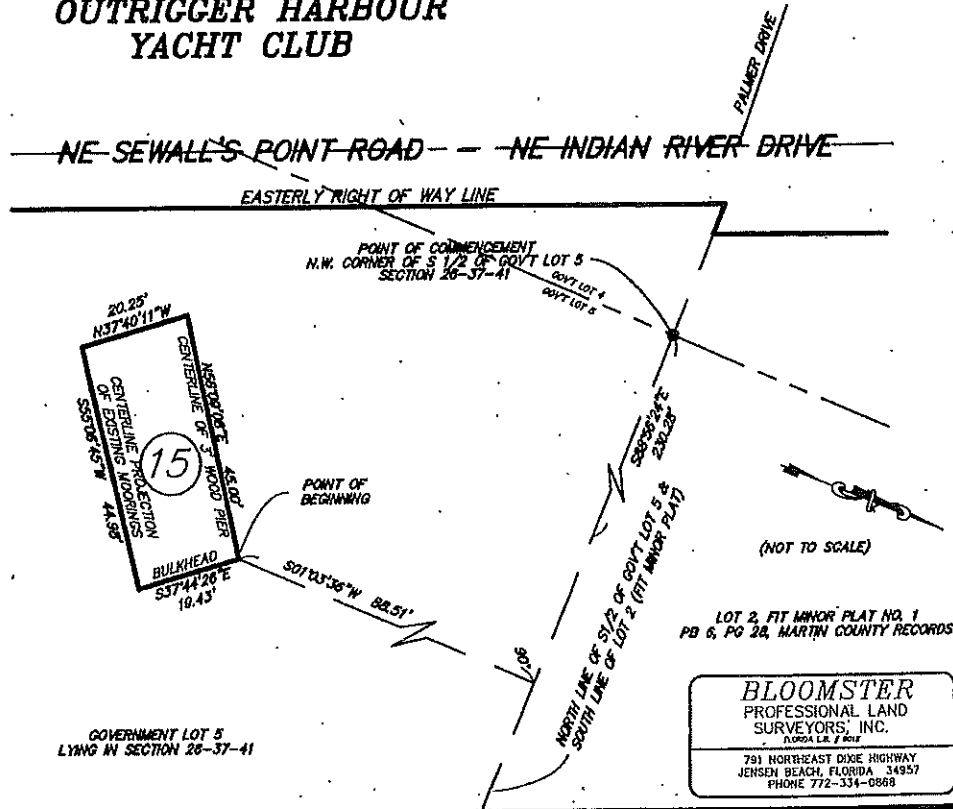 OUTRIGGER HARBOUR
YACHT CLUB
PALMER DRIVE
NE SEWALL'S POINT ROAD - - NE INDIAN RIVER DRIVE
EASTERLY RIGHT OF WAY LINE
POINT OF COMMENCEMENT
N.W. CORNER OF S 1/2 OF GOV'T LOT 5
SECTION 26-37-41
GOVT LOT 4
GOVT LOT 5
20.25'
N37°40'11"W
CENTERLINE OF 3' WOOD PIER
45.00'
CENTERLINE PROJECTION
OF EXISTING MOORINGS
S55°06'45"W 44.98'
15
BULKHEAD
S37°44'26"E
19.43'
POINT OF
BEGINNING
S01°03'36"W 88.51'
90°
S88°56'24"E
230.28'
NORTH LINE OF S1/2 OF GOV'T LOT 5 &
SOUTH LINE OF LOT 2 (FIT MINOR PLAT)
(NOT TO SCALE)
LOT 2, FIT MINOR PLAT NO. 1
PB 6, PG 28, MARTIN COUNTY RECORDS
GOVERNMENT LOT 5
LYING IN SECTION 26-37-41
BLOOMSTER
PROFESSIONAL LAND
SURVEYORS, INC.
791 NORTHEAST DIXIE HIGHWAY
JENSEN BEACH, FLORIDA 34957
PHONE 772-334-0868